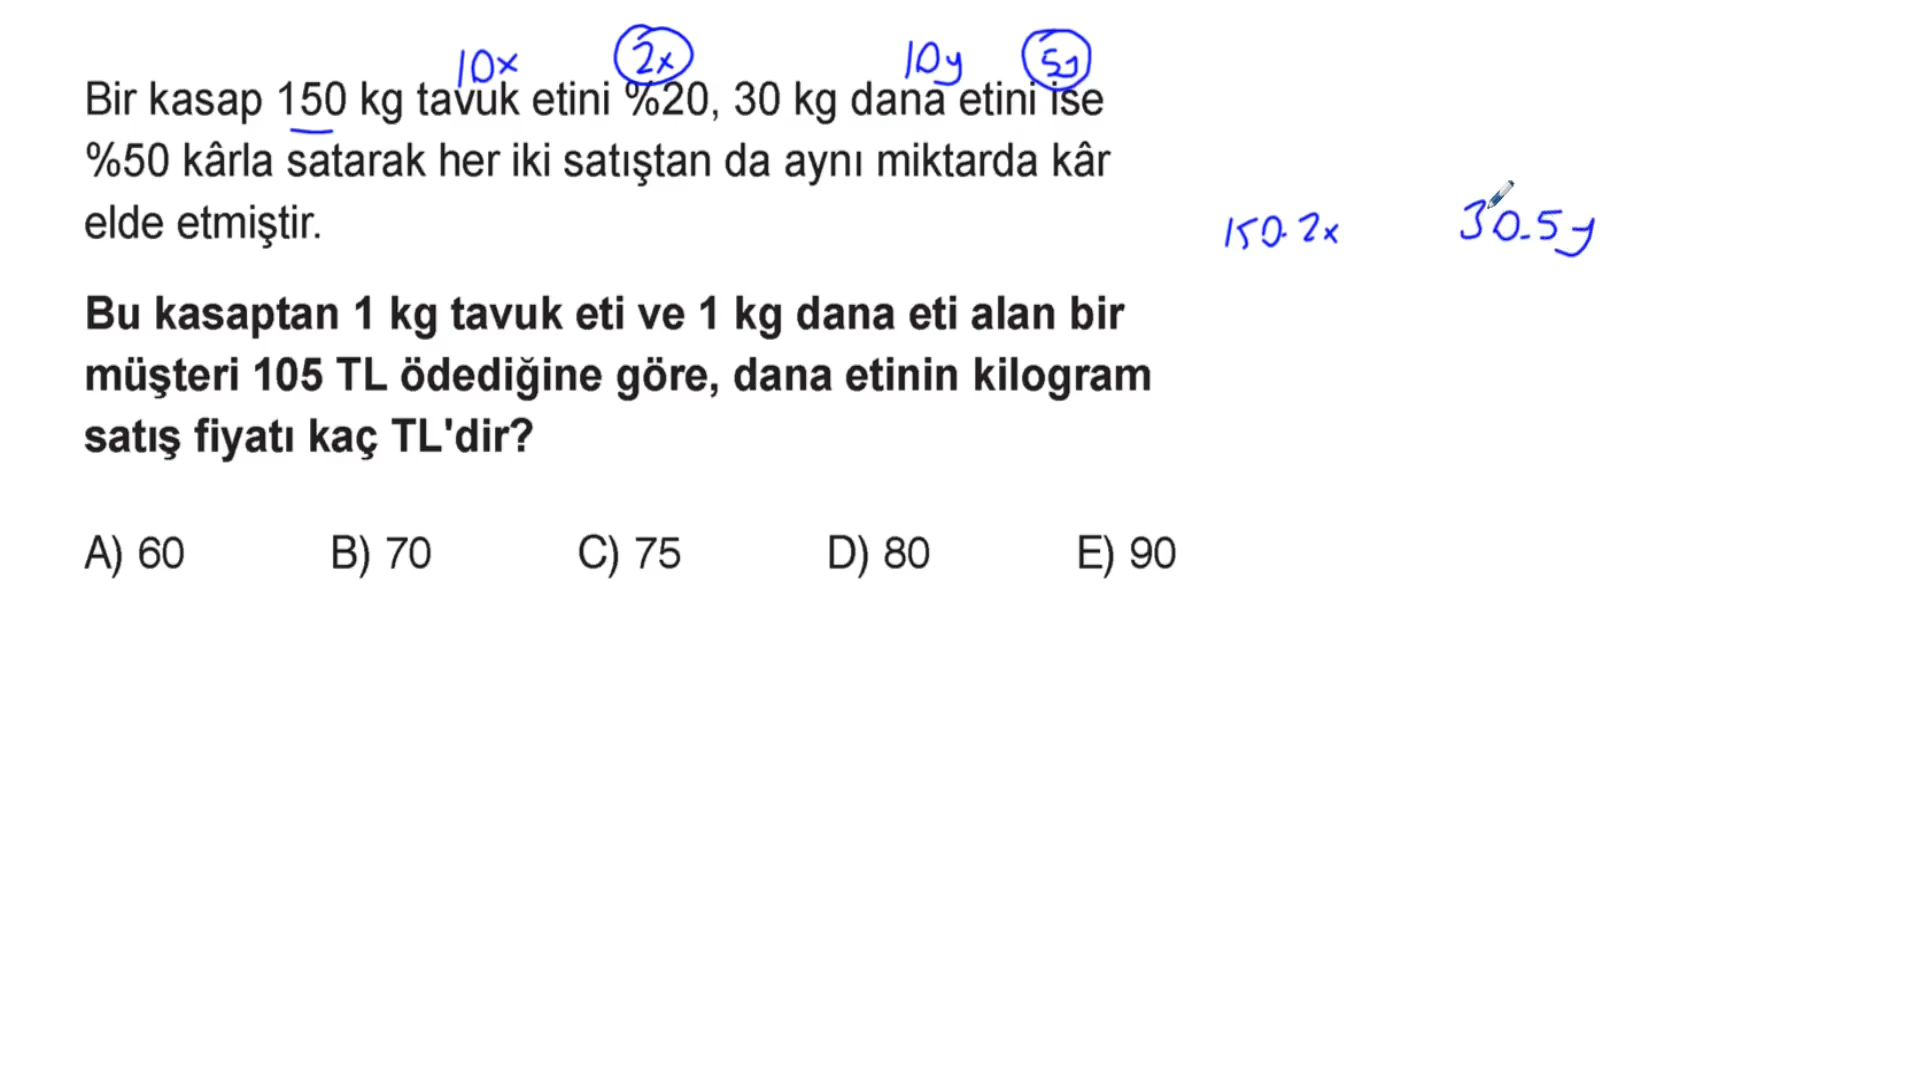 10x 2x 10y 5y
Bir kasap 150 kg tavuk etini %20, 30 kg dana etini ise
%50 kârla satarak her iki satıştan da aynı miktarda kâr
elde etmiştir.
150.2x 30.5y
Bu kasaptan 1 kg tavuk eti ve 1 kg dana eti alan bir
müşteri 105 TL ödediğine göre, dana etinin kilogram
satış fiyatı kaç TL'dir?
A) 60 B) 70 C) 75 D) 80 E) 90